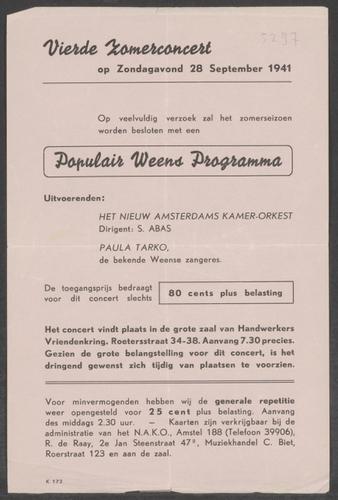 5297
Vierde Zomerconcert
op Zondagavond 28 September 1941
Op veelvuldig verzoek zal het zomerseizoen
worden besloten met een
Populair Weens Programma
Uitvoerenden:
HET NIEUW AMSTERDAMS KAMER-ORKEST
Dirigent: S. ABAS
PAULA TARKO,
de bekende Weense zangeres.
De toegangsprijs bedraagt
voor dit concert slechts
80 cents plus belasting
Het concert vindt plaats in de grote zaal van Handwerkers
Vriendenkring, Roetersstraat 34-38. Aanvang 7.30 precies.
Gezien de grote belangstelling voor dit concert, is het
dringend gewenst zich tijdig van plaatsen te voorzien.
Voor minvermogenden hebben wij de generale repetitie
weer opengesteld voor 25 cent plus belasting. Aanvang
des middags 2.30 uur. — Kaarten zijn verkrijgbaar bij de
administratie van het N.A.K.O., Amstel 188 (Telefoon 39906),
R. de Raay, 2e Jan Steenstraat 47°, Muziekhandel C. Biet,
Roerstraat 123 en aan de zaal.
K 173